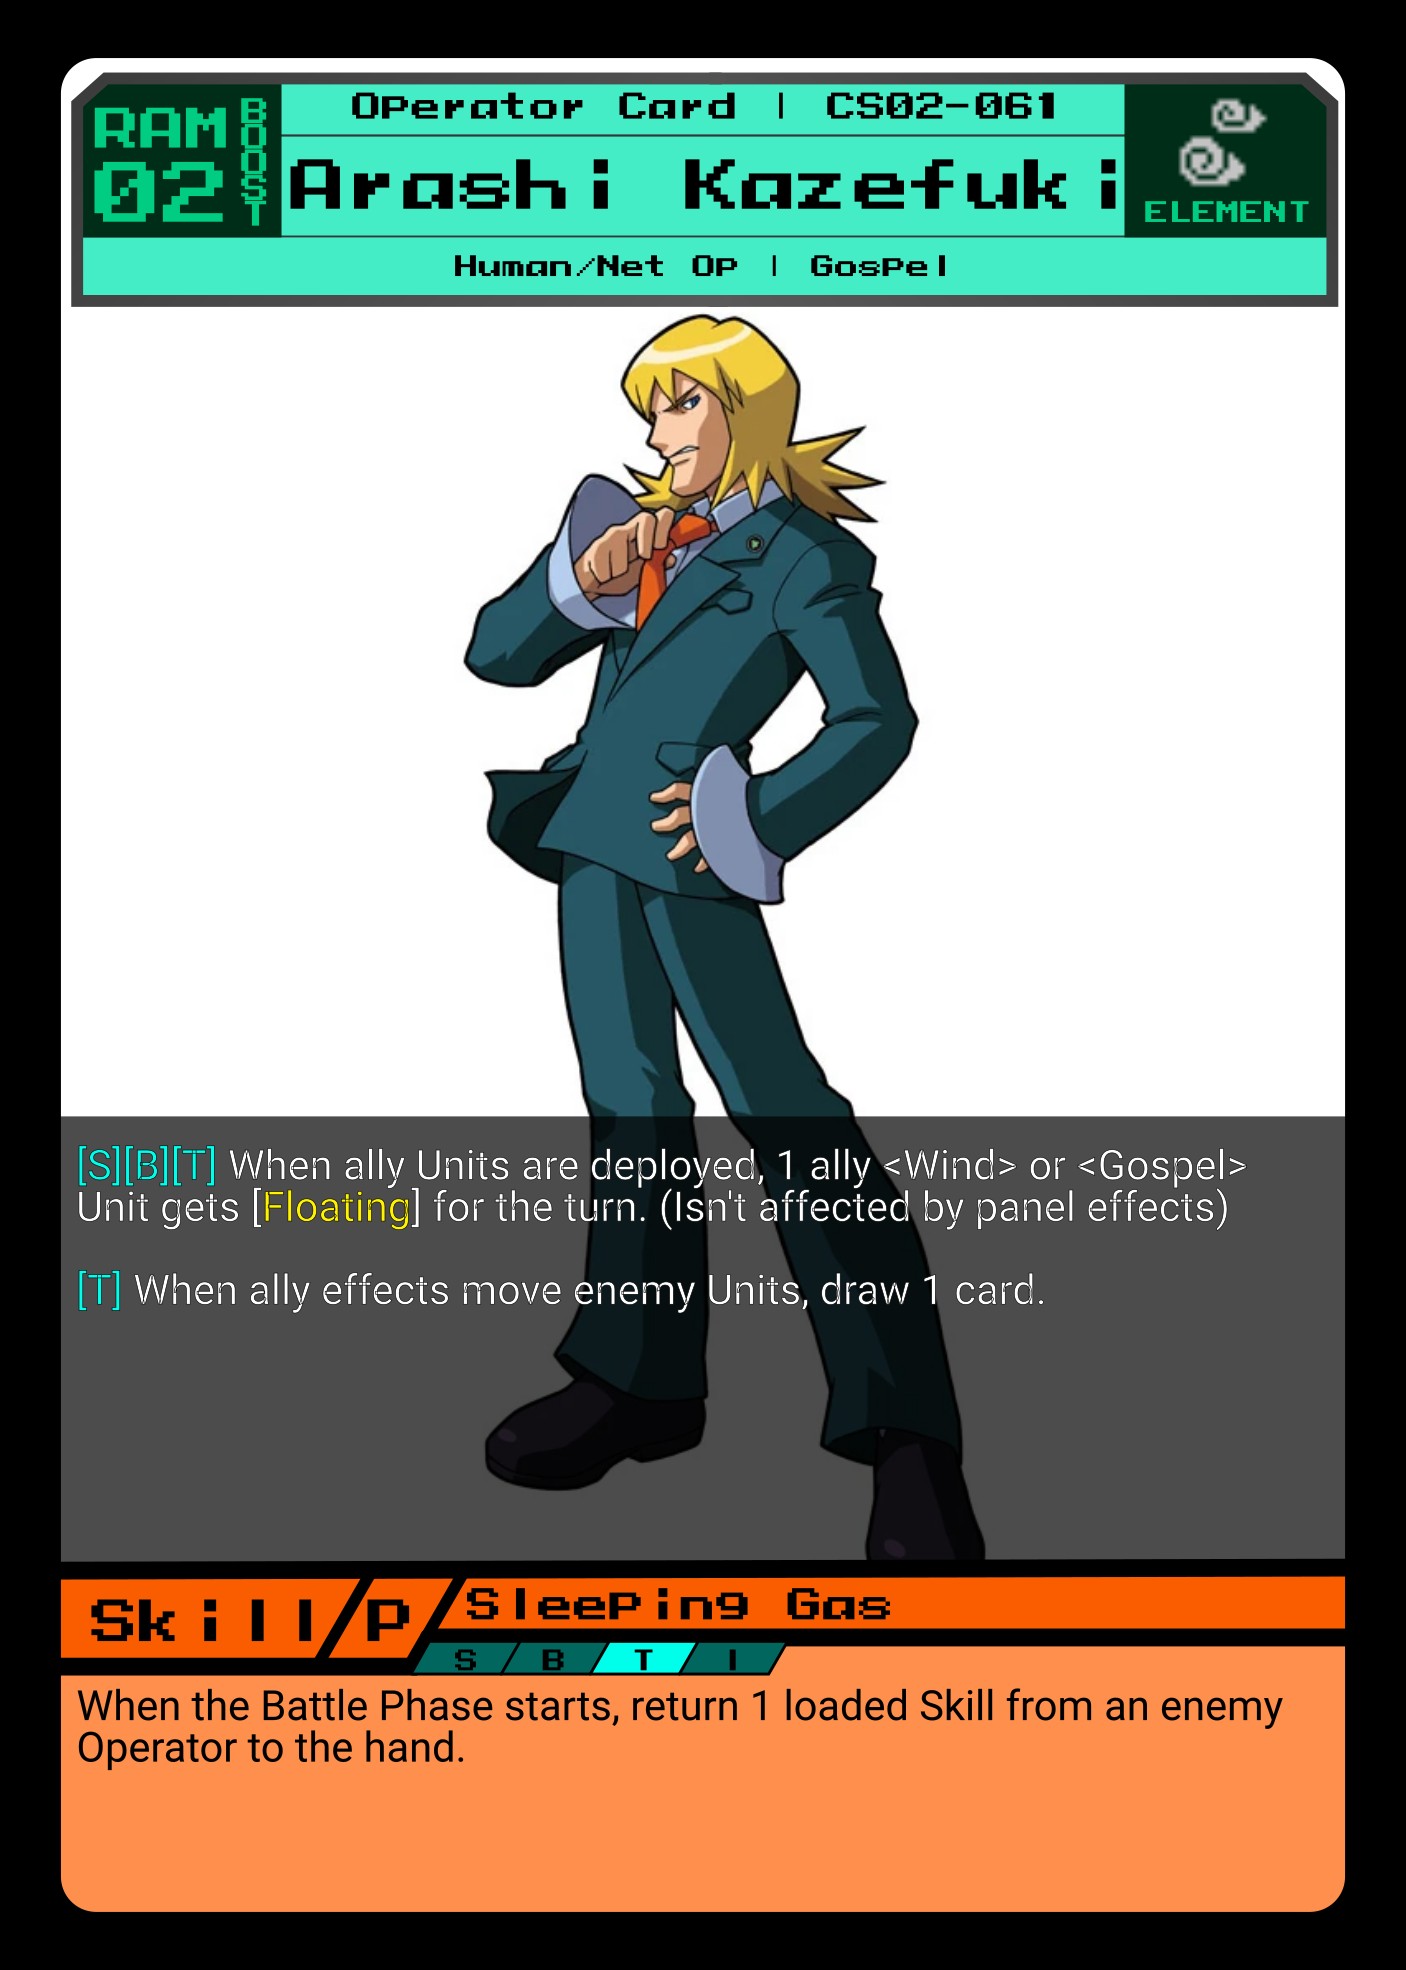 RAM
02
BOOST
Operator Card | CS02-061
Arashi Kazefuki
ELEMENT
Human/Net Op | Gospel
[S][B][T] When ally Units are deployed, 1 ally <Wind> or <Gospel>
Unit gets [Floating] for the turn. (Isn't affected by panel effects)
[T] When ally effects move enemy Units, draw 1 card.
Skill/P
Sleeping Gas
S B T I
When the Battle Phase starts, return 1 loaded Skill from an enemy
Operator to the hand.